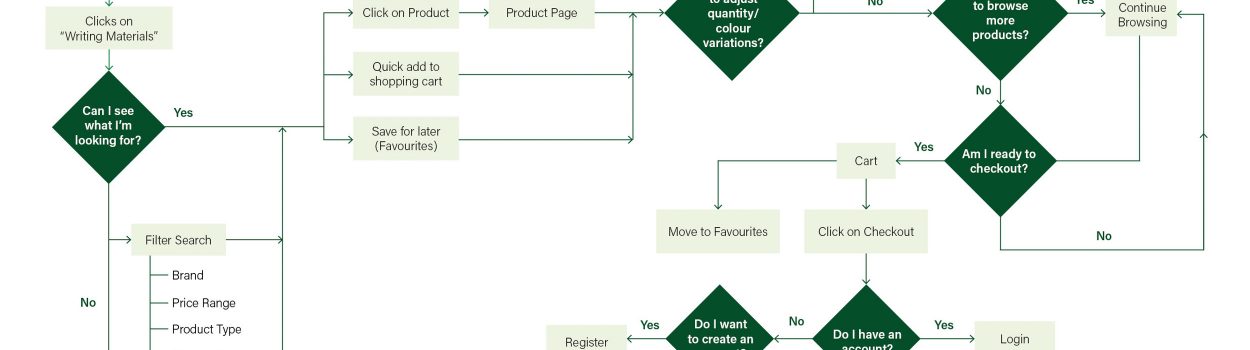 Clicks on
“Writing Materials”
Can I see
what I’m
looking for?
Yes
Click on Product
Product Page
Quick add to
shopping cart
Save for later
(Favourites)
to adjust
quantity/
colour
variations?
No
to browse
more
products?
Yes
Continue
Browsing
No
Am I ready to
checkout?
Yes
Cart
No
Move to Favourites
Click on Checkout
Filter Search
Brand
Price Range
Product Type
No
Register
Yes
Do I want
to create an
No
Do I have an
account?
Yes
Login